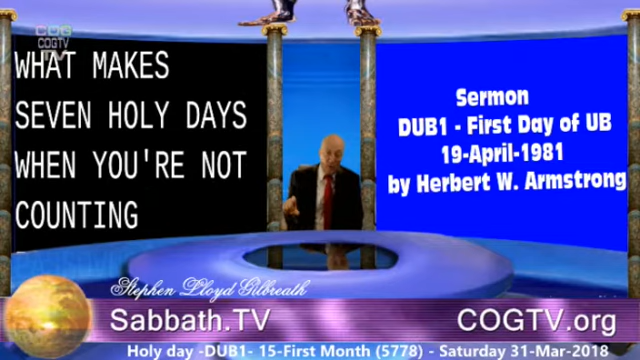 COG
COGTV
TV
WHAT MAKES
SEVEN HOLY DAYS
WHEN YOU'RE NOT
COUNTING
Sermon
DUB1 - First Day of UB
19-April-1981
by Herbert W. Armstrong
Stephen Lloyd Gilbreath
Sabbath.TV
COGTV.org
Holy day -DUB1- 15-First Month (5778) - Saturday 31-Mar-2018